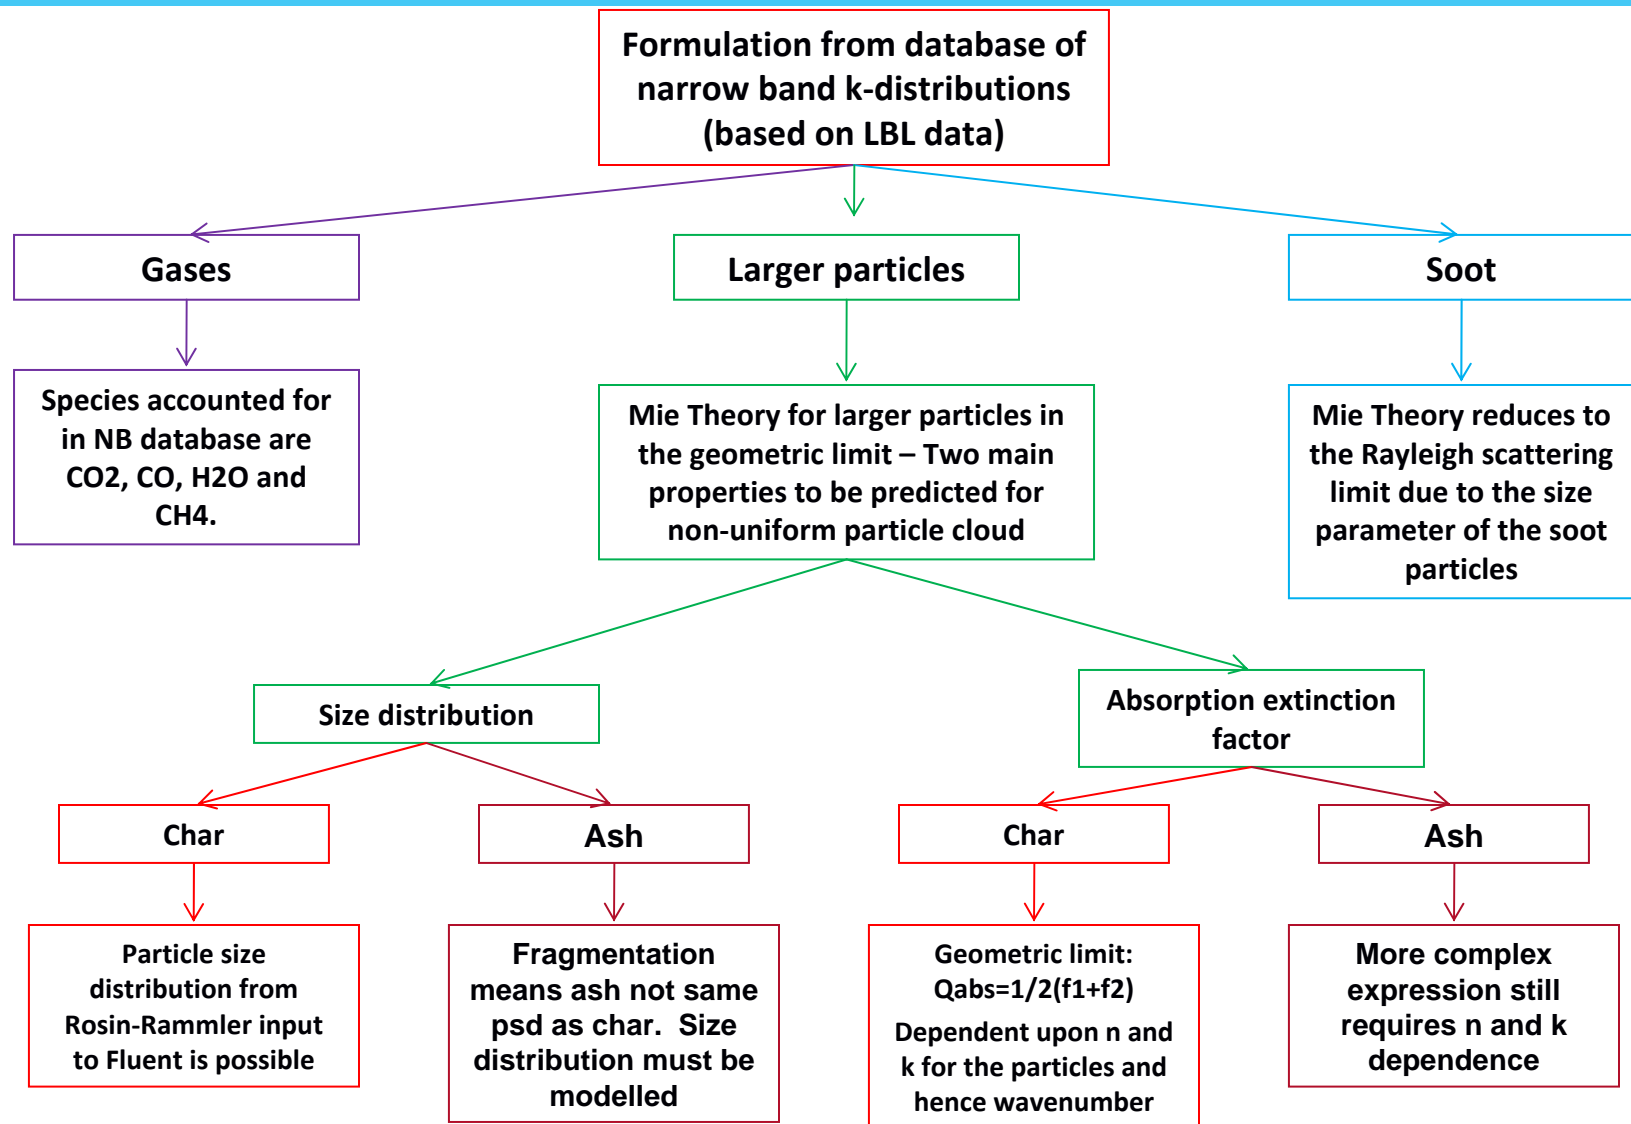 Formulation from database of
narrow band k-distributions
(based on LBL data)
Gases
Larger particles
Soot
Species accounted for
in NB database are
CO2, CO, H2O and
CH4.
Mie Theory for larger particles in
the geometric limit – Two main
properties to be predicted for
non-uniform particle cloud
Mie Theory reduces to
the Rayleigh scattering
limit due to the size
parameter of the soot
particles
Size distribution
Absorption extinction
factor
Char
Ash
Char
Ash
Particle size
distribution from
Rosin-Rammler input
to Fluent is possible
Fragmentation
means ash not same
psd as char.  Size
distribution must be
modelled
Geometric limit:
Qabs=1/2(f1+f2)
Dependent upon n and
k for the particles and
hence wavenumber
More complex
expression still
requires n and k
dependence